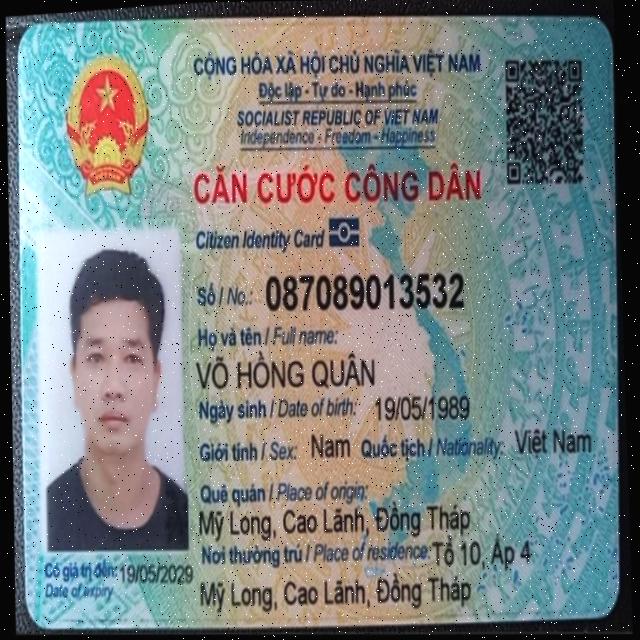 CỘNG HÒA XÃ HỘI CHỦ NGHĨA VIỆT NAM
Độc lập - Tự do - Hạnh phúc
SOCIALIST REPUBLIC OF VIET NAM
Independence - Freedom - Happiness
CĂN CƯỚC CÔNG DÂN
Citizen Identity Card
Số / No.: 087089013532
Họ và tên / Full name:
VÕ HỒNG QUÂN
Ngày sinh / Date of birth: 19/05/1989
Giới tính / Sex: Nam Quốc tịch / Nationality: Việt Nam
Quê quán / Place of origin:
Mỹ Long, Cao Lãnh, Đồng Tháp
Nơi thường trú / Place of residence: Tổ 10, Ấp 4
Mỹ Long, Cao Lãnh, Đồng Tháp
Có giá trị đến: 19/05/2029
Date of expiry